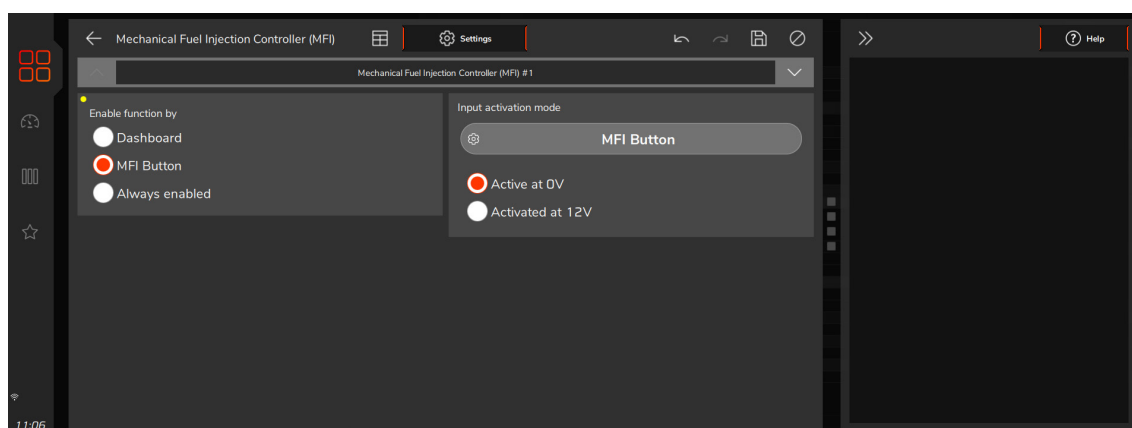 Mechanical Fuel Injection Controller (MFI)
Settings
Help
Mechanical Fuel Injection Controller (MFI) #1
Enable function by
Dashboard
MFI Button
Always enabled
Input activation mode
MFI Button
Active at 0V
Activated at 12V
11:06